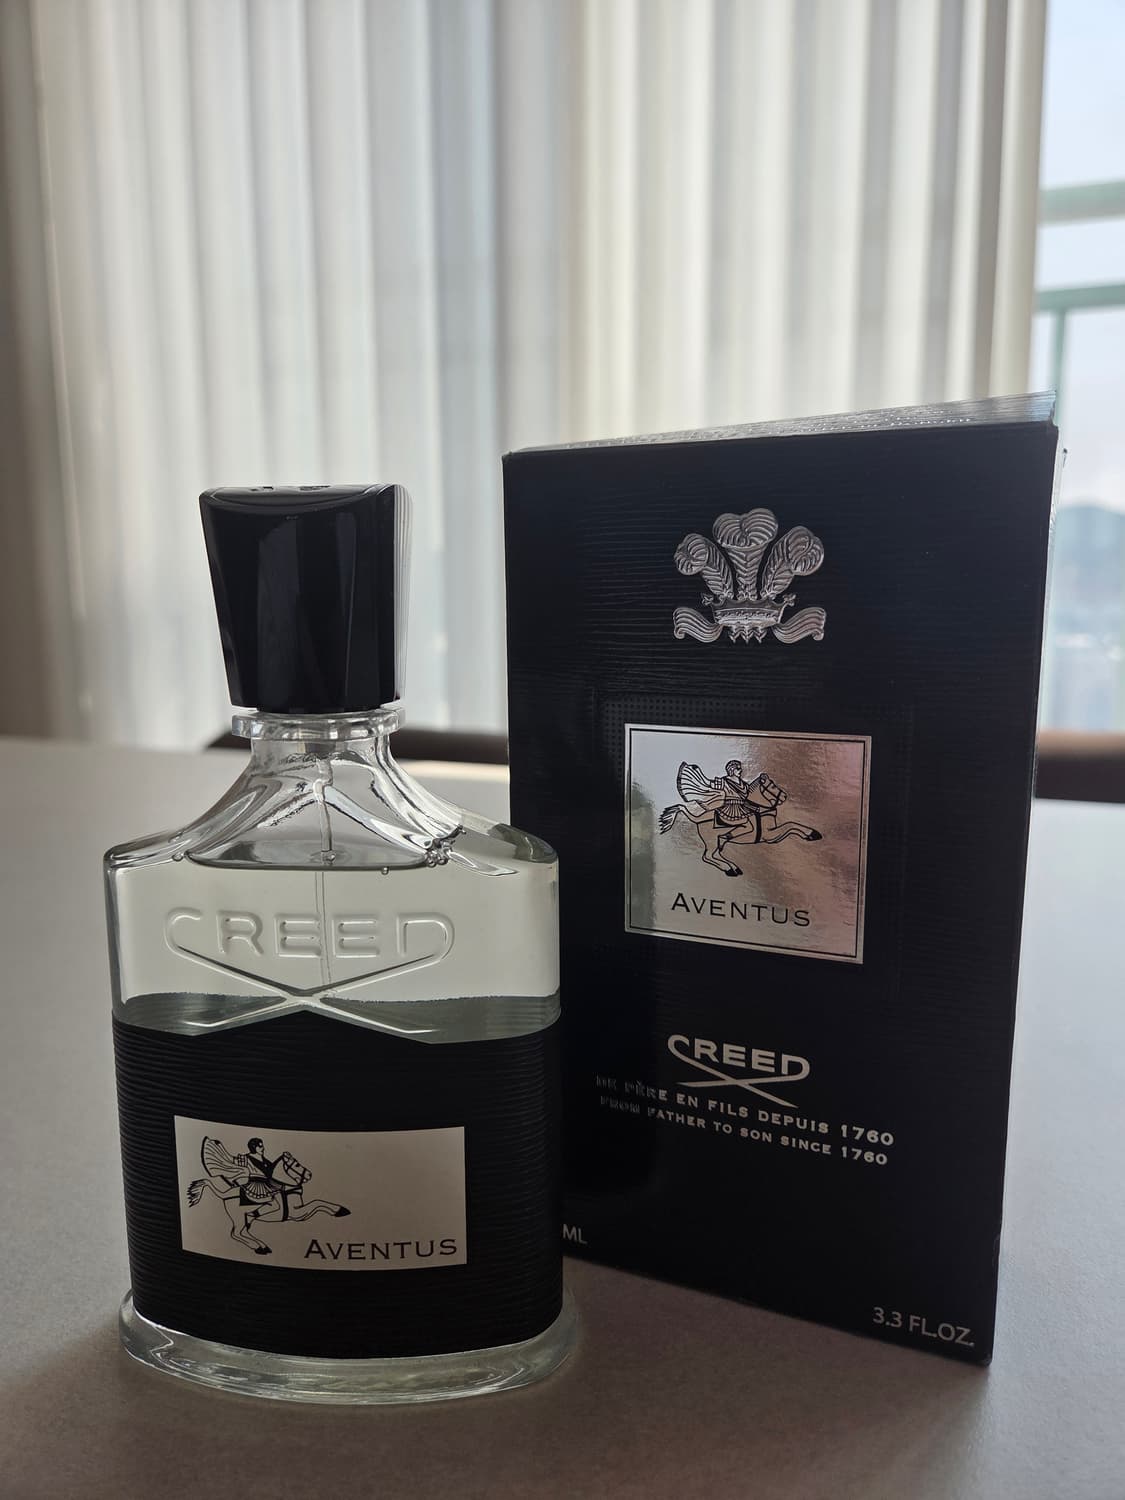 CREED
AVENTUS
AVENTUS
CREED
DE PÈRE EN FILS DEPUIS 1760
FROM FATHER TO SON SINCE 1760
ML
3.3 FL.OZ.